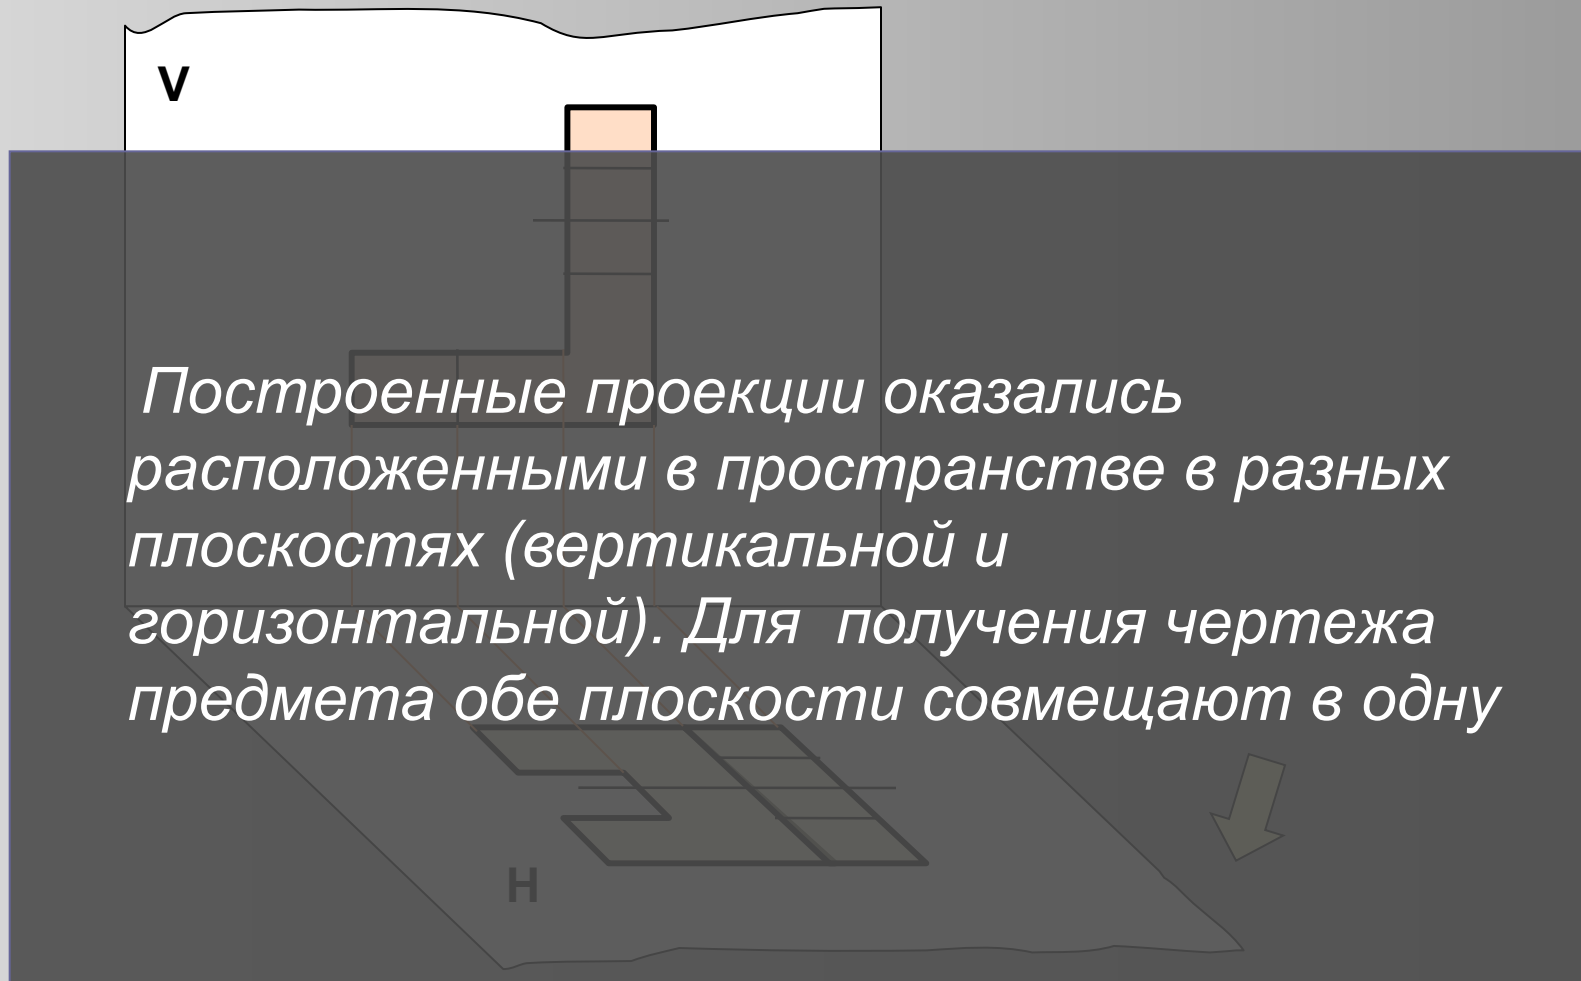 V
Построенные проекции оказались
расположенными в пространстве в разных
плоскостях (вертикальной и
горизонтальной). Для получения чертежа
предмета обе плоскости совмещают в одну
H